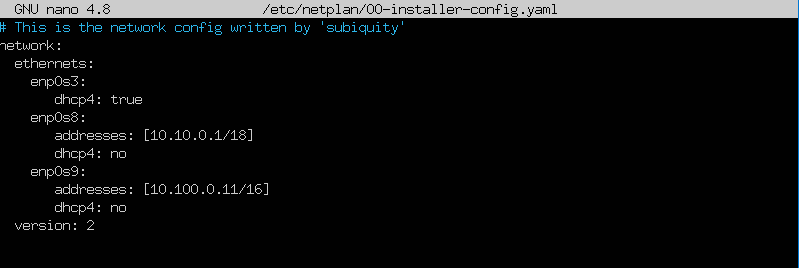 GNU nano 4.8 /etc/netplan/00-installer-config.yaml
# This is the network config written by 'subiquity'
network:
  ethernets:
    enp0s3:
       dhcp4: true
    enp0s8:
       addresses: [10.10.0.1/18]
       dhcp4: no
    enp0s9:
       addresses: [10.100.0.11/16]
       dhcp4: no
  version: 2